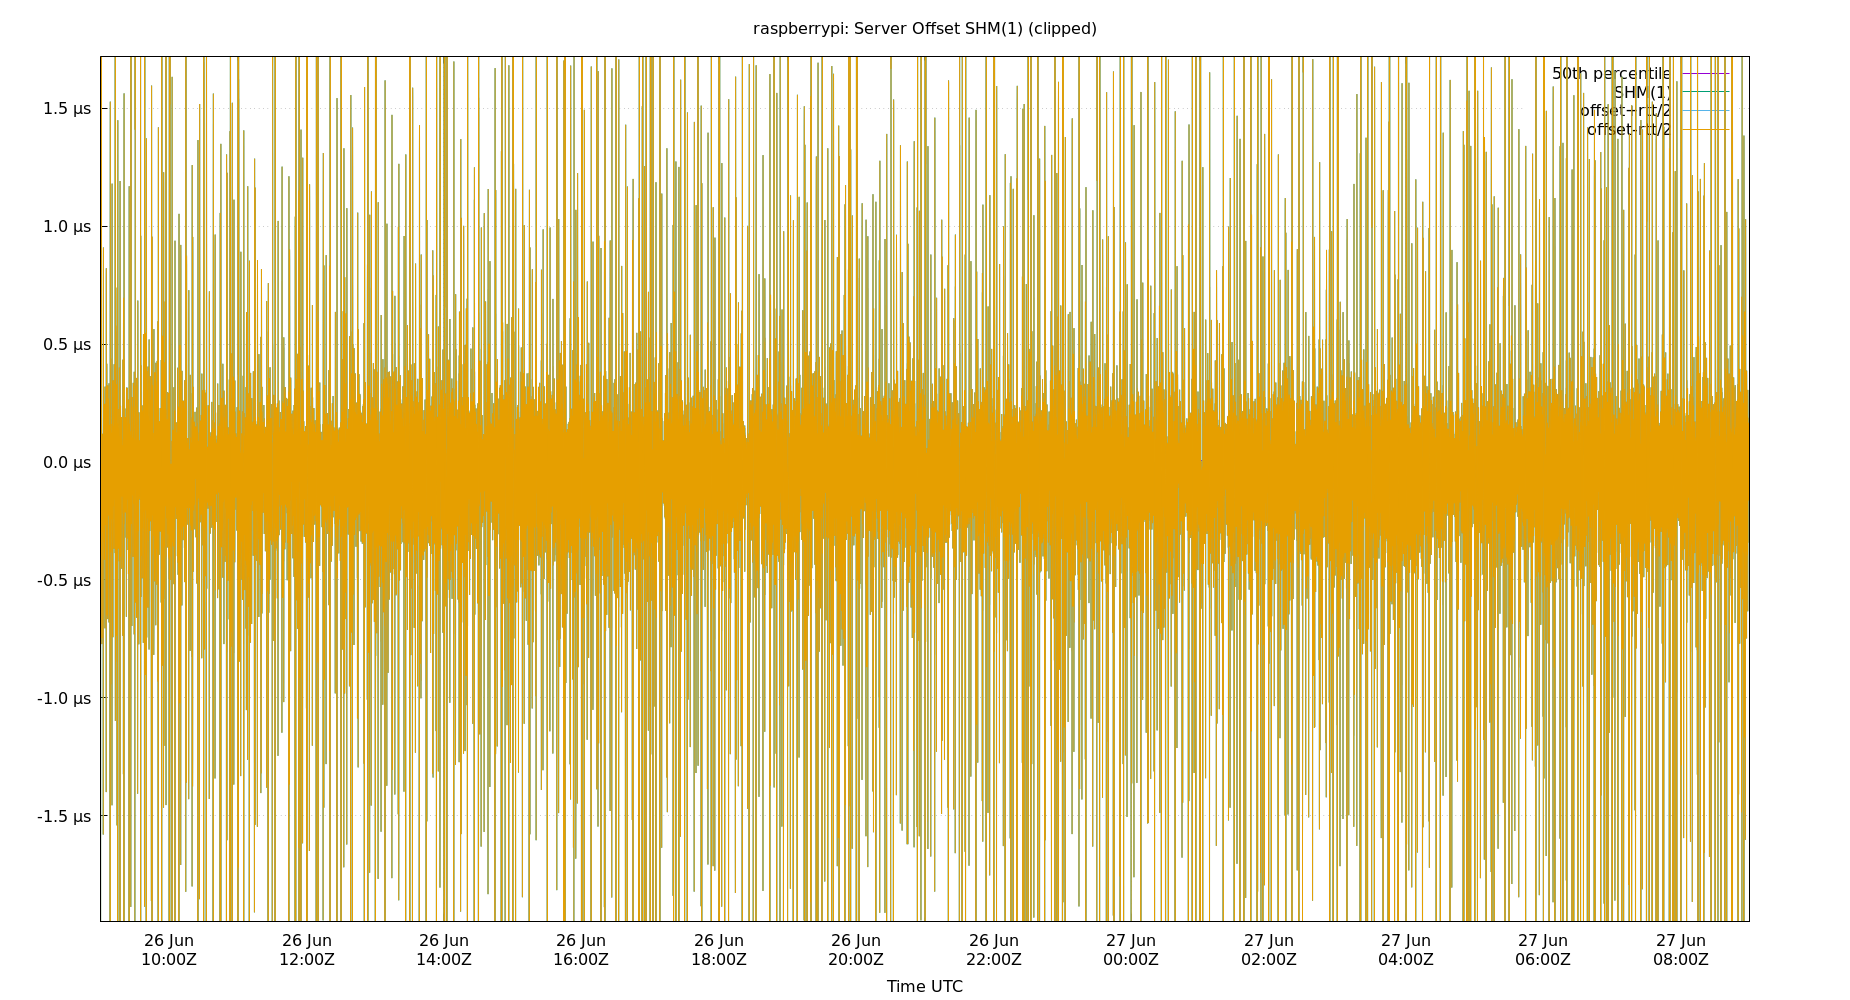 raspberrypi: Server Offset SHM(1) (clipped)
50th percentile
SHM(1)
offset+rtt/2
offset-rtt/2
1.5 µs
1.0 µs
0.5 µs
0.0 µs
-0.5 µs
-1.0 µs
-1.5 µs
26 Jun 26 Jun 26 Jun 26 Jun 26 Jun 26 Jun 26 Jun 27 Jun 27 Jun 27 Jun 27 Jun 27 Jun
10:00Z 12:00Z 14:00Z 16:00Z 18:00Z 20:00Z 22:00Z 00:00Z 02:00Z 04:00Z 06:00Z 08:00Z
Time UTC